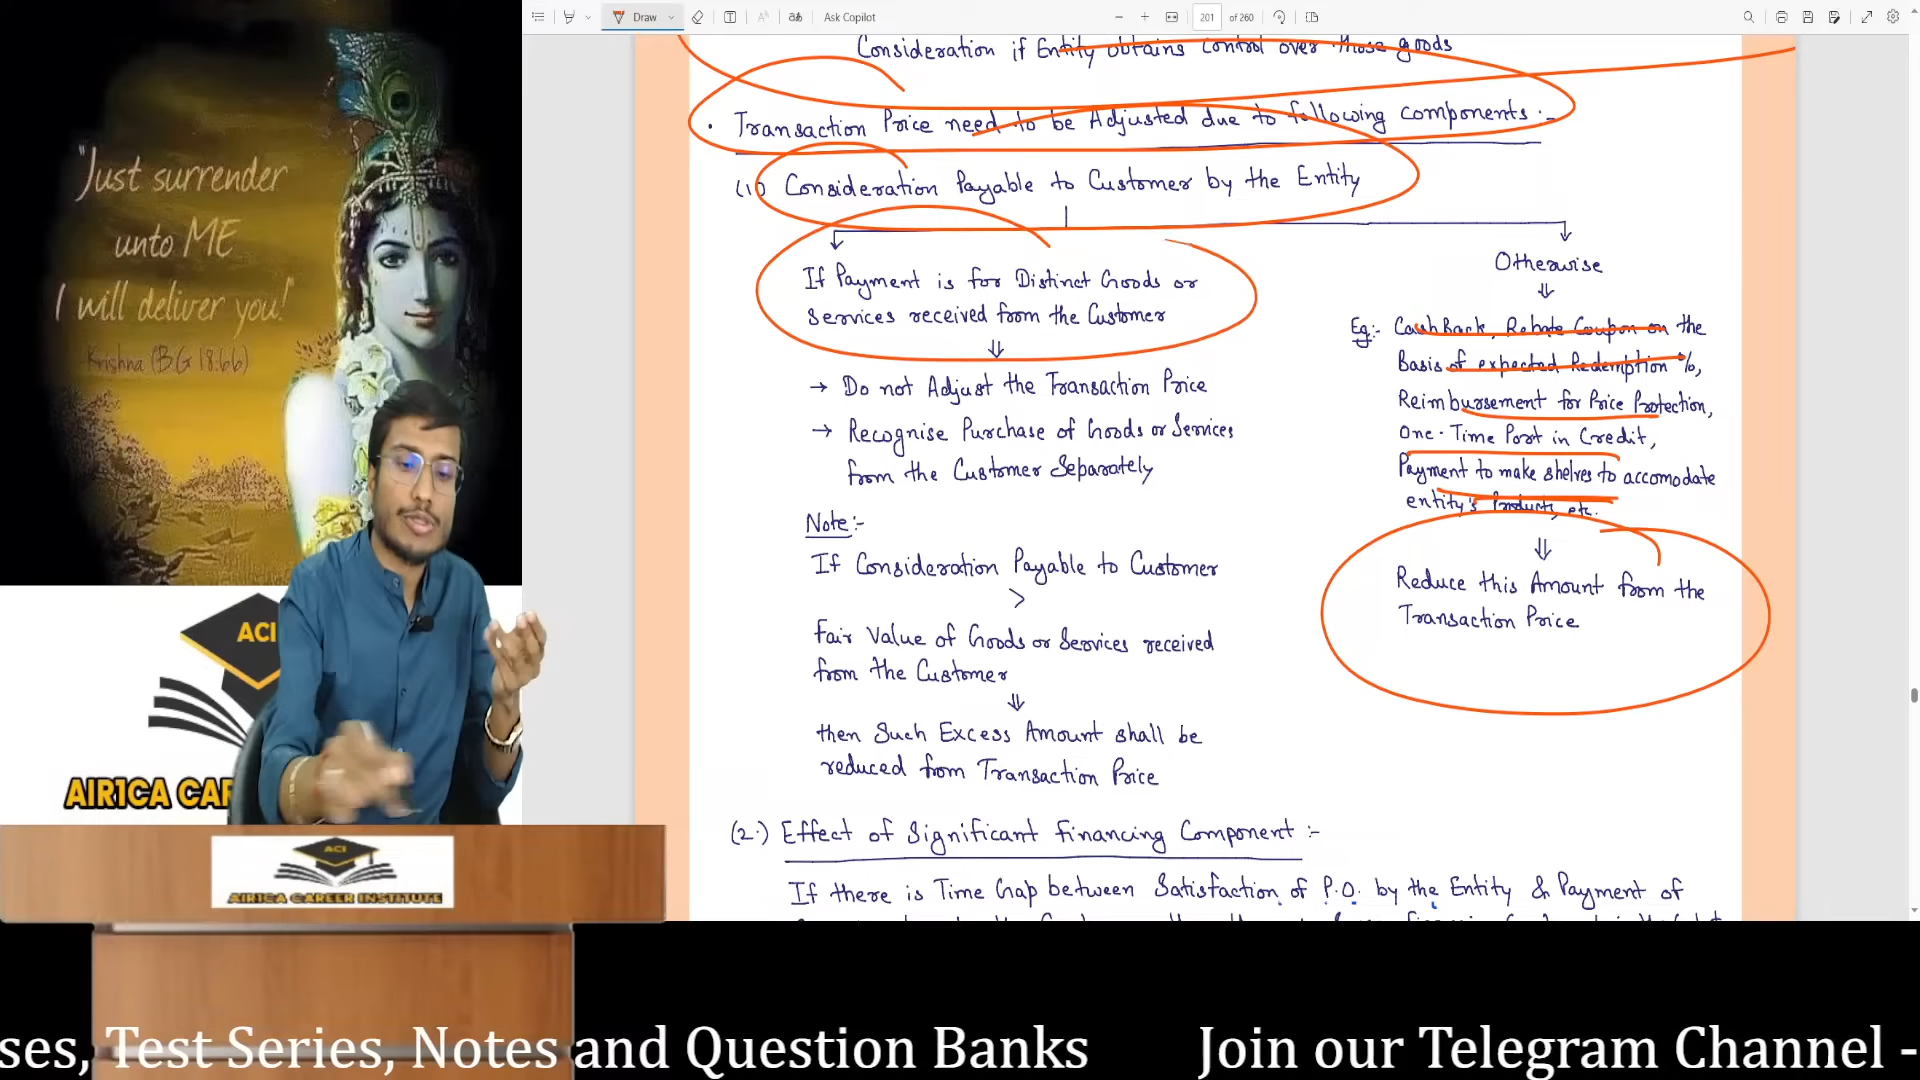 Draw
Ask Copilot
201 of 260
Consideration if Entity obtains control over those goods
· Transaction Price need to be Adjusted due to following components :-
(1) Consideration Payable to Customer by the Entity
If Payment is for Distinct Goods or
Services received from the Customer
→ Do not Adjust the Transaction Price
→ Recognise Purchase of Goods or Services
from the Customer Separately
Note:-
If Consideration Payable to Customer
>
Fair Value of Goods or Services received
from the Customer
then Such Excess Amount shall be
reduced from Transaction Price
Otherwise
Eg:- Cash Back, Rebate Coupon on the
Basis of expected Redemption %,
Reimbursement for Price Protection,
One-Time Post in Credit,
Payment to make shelves to accomodate
entity's Products, etc.
Reduce this Amount from the
Transaction Price
(2.) Effect of Significant Financing Component :-
If there is Time Gap between Satisfaction of P.O. by the Entity & Payment of
"Just surrender
unto ME
I will deliver you!"
- Krishna (B.G 18.66)
ACI
AIR1CA CAR
ACI
AIR1CA CAREER INSTITUTE
ses, Test Series, Notes and Question Banks Join our Telegram Channel -